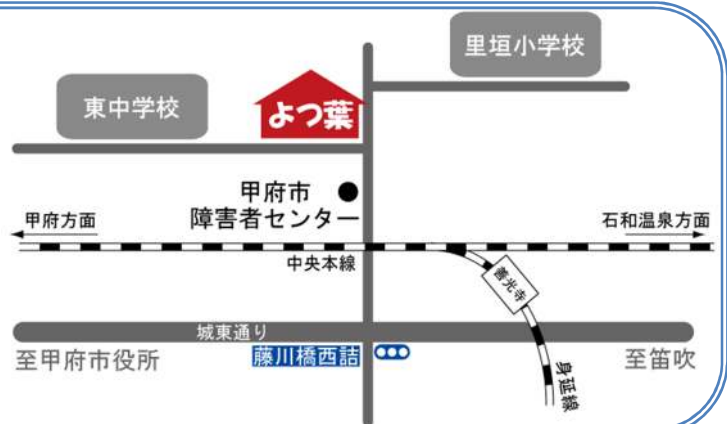 里垣小学校
東中学校
よつ葉
甲府市
障害者センター
甲府方面
石和温泉方面
中央本線
善光寺
城東通り
至甲府市役所
藤川橋西詰
至笛吹
身延線